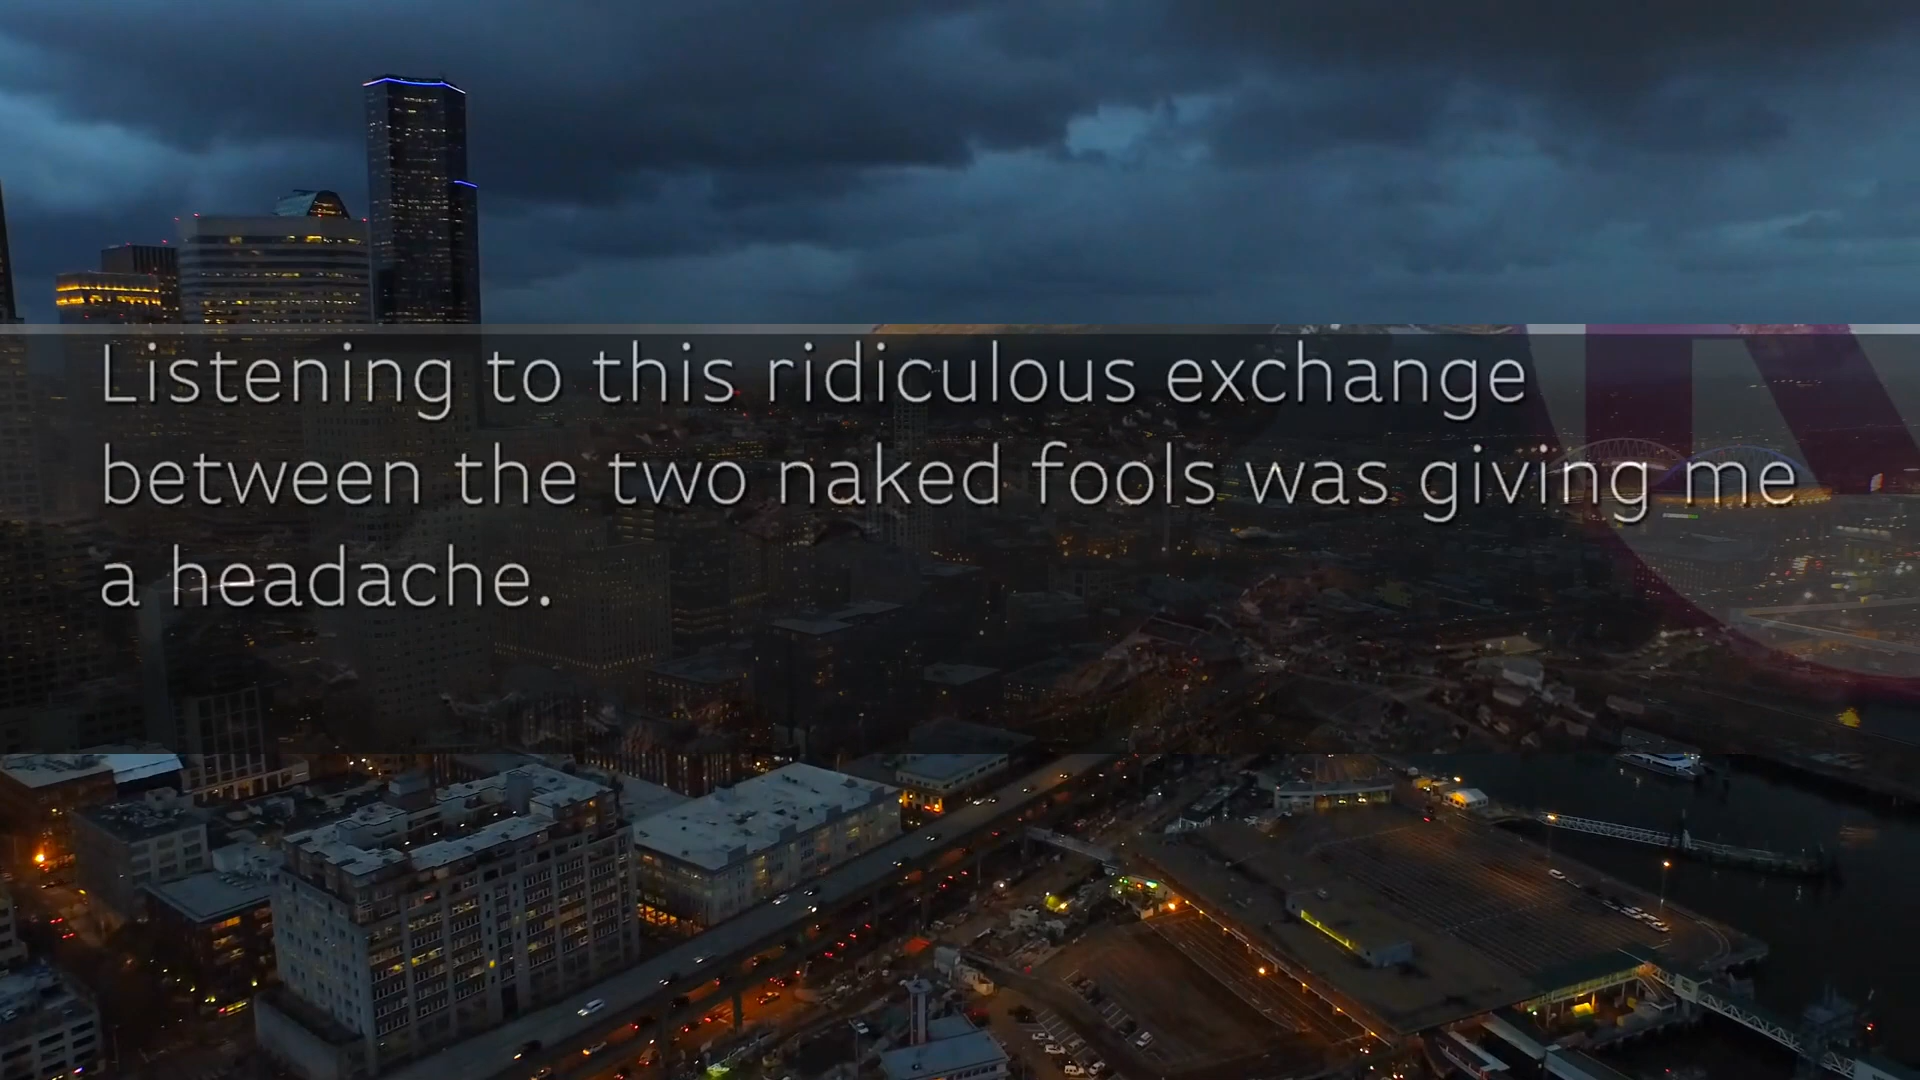 Listening to this ridiculous exchange
between the two naked fools was giving me
a headache.